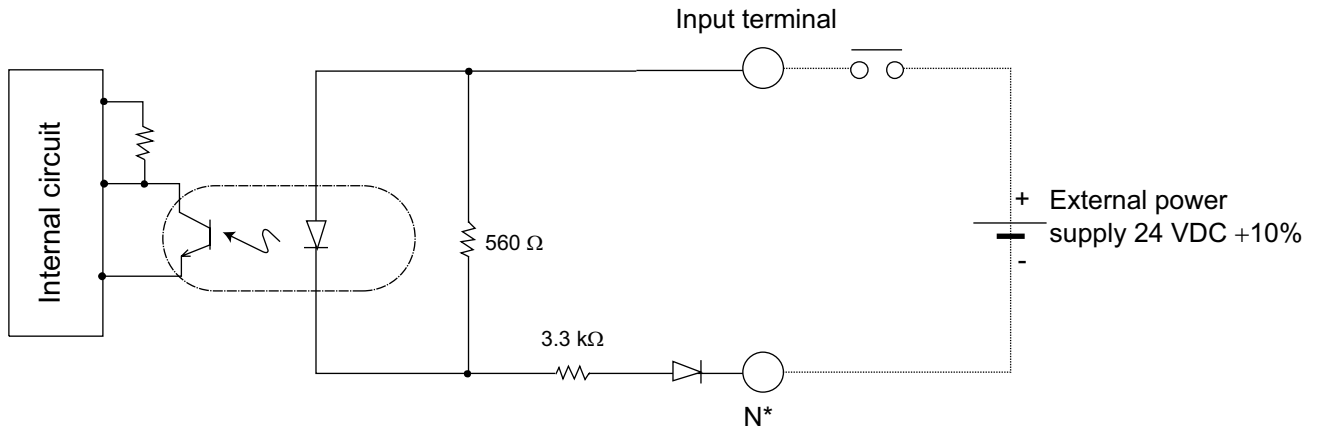 Input terminal
Internal circuit
560 Ω
+ External power
supply 24 VDC +10%
-
3.3 kΩ
N*